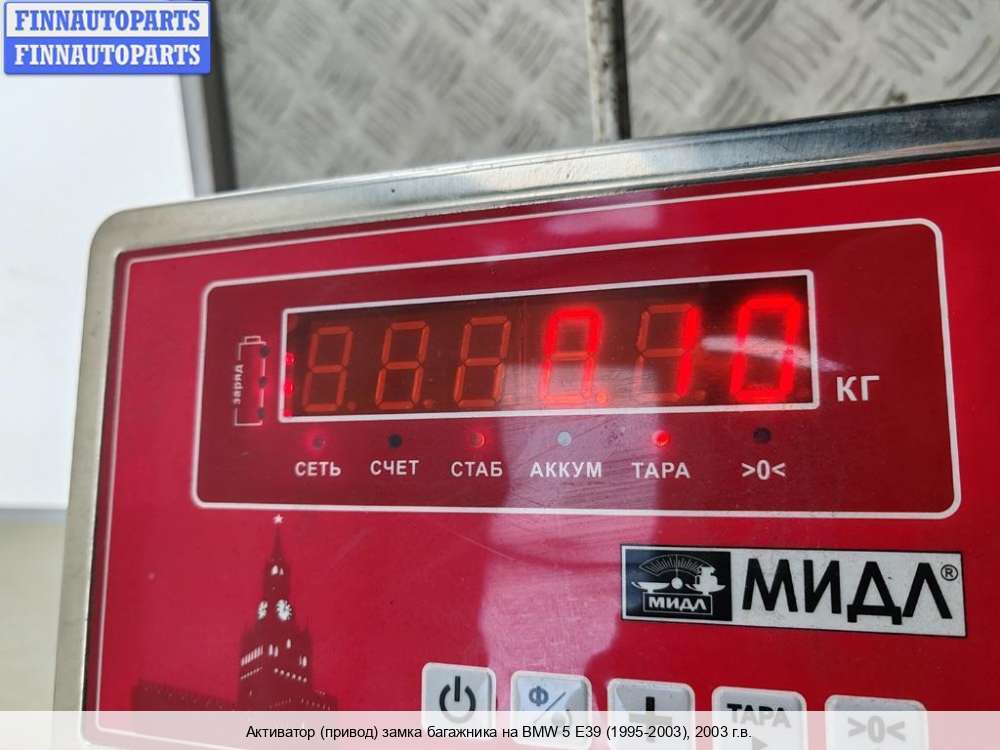 FINNAUTOPARTS
FINNAUTOPARTS
заряд
0.10 КГ
СЕТЬ СЧЕТ СТАБ АККУМ ТАРА >0<
МИДЛ МИДЛ®
Ф
ТАРА >0<
Активатор (привод) замка багажника на BMW 5 E39 (1995-2003), 2003 г.в.